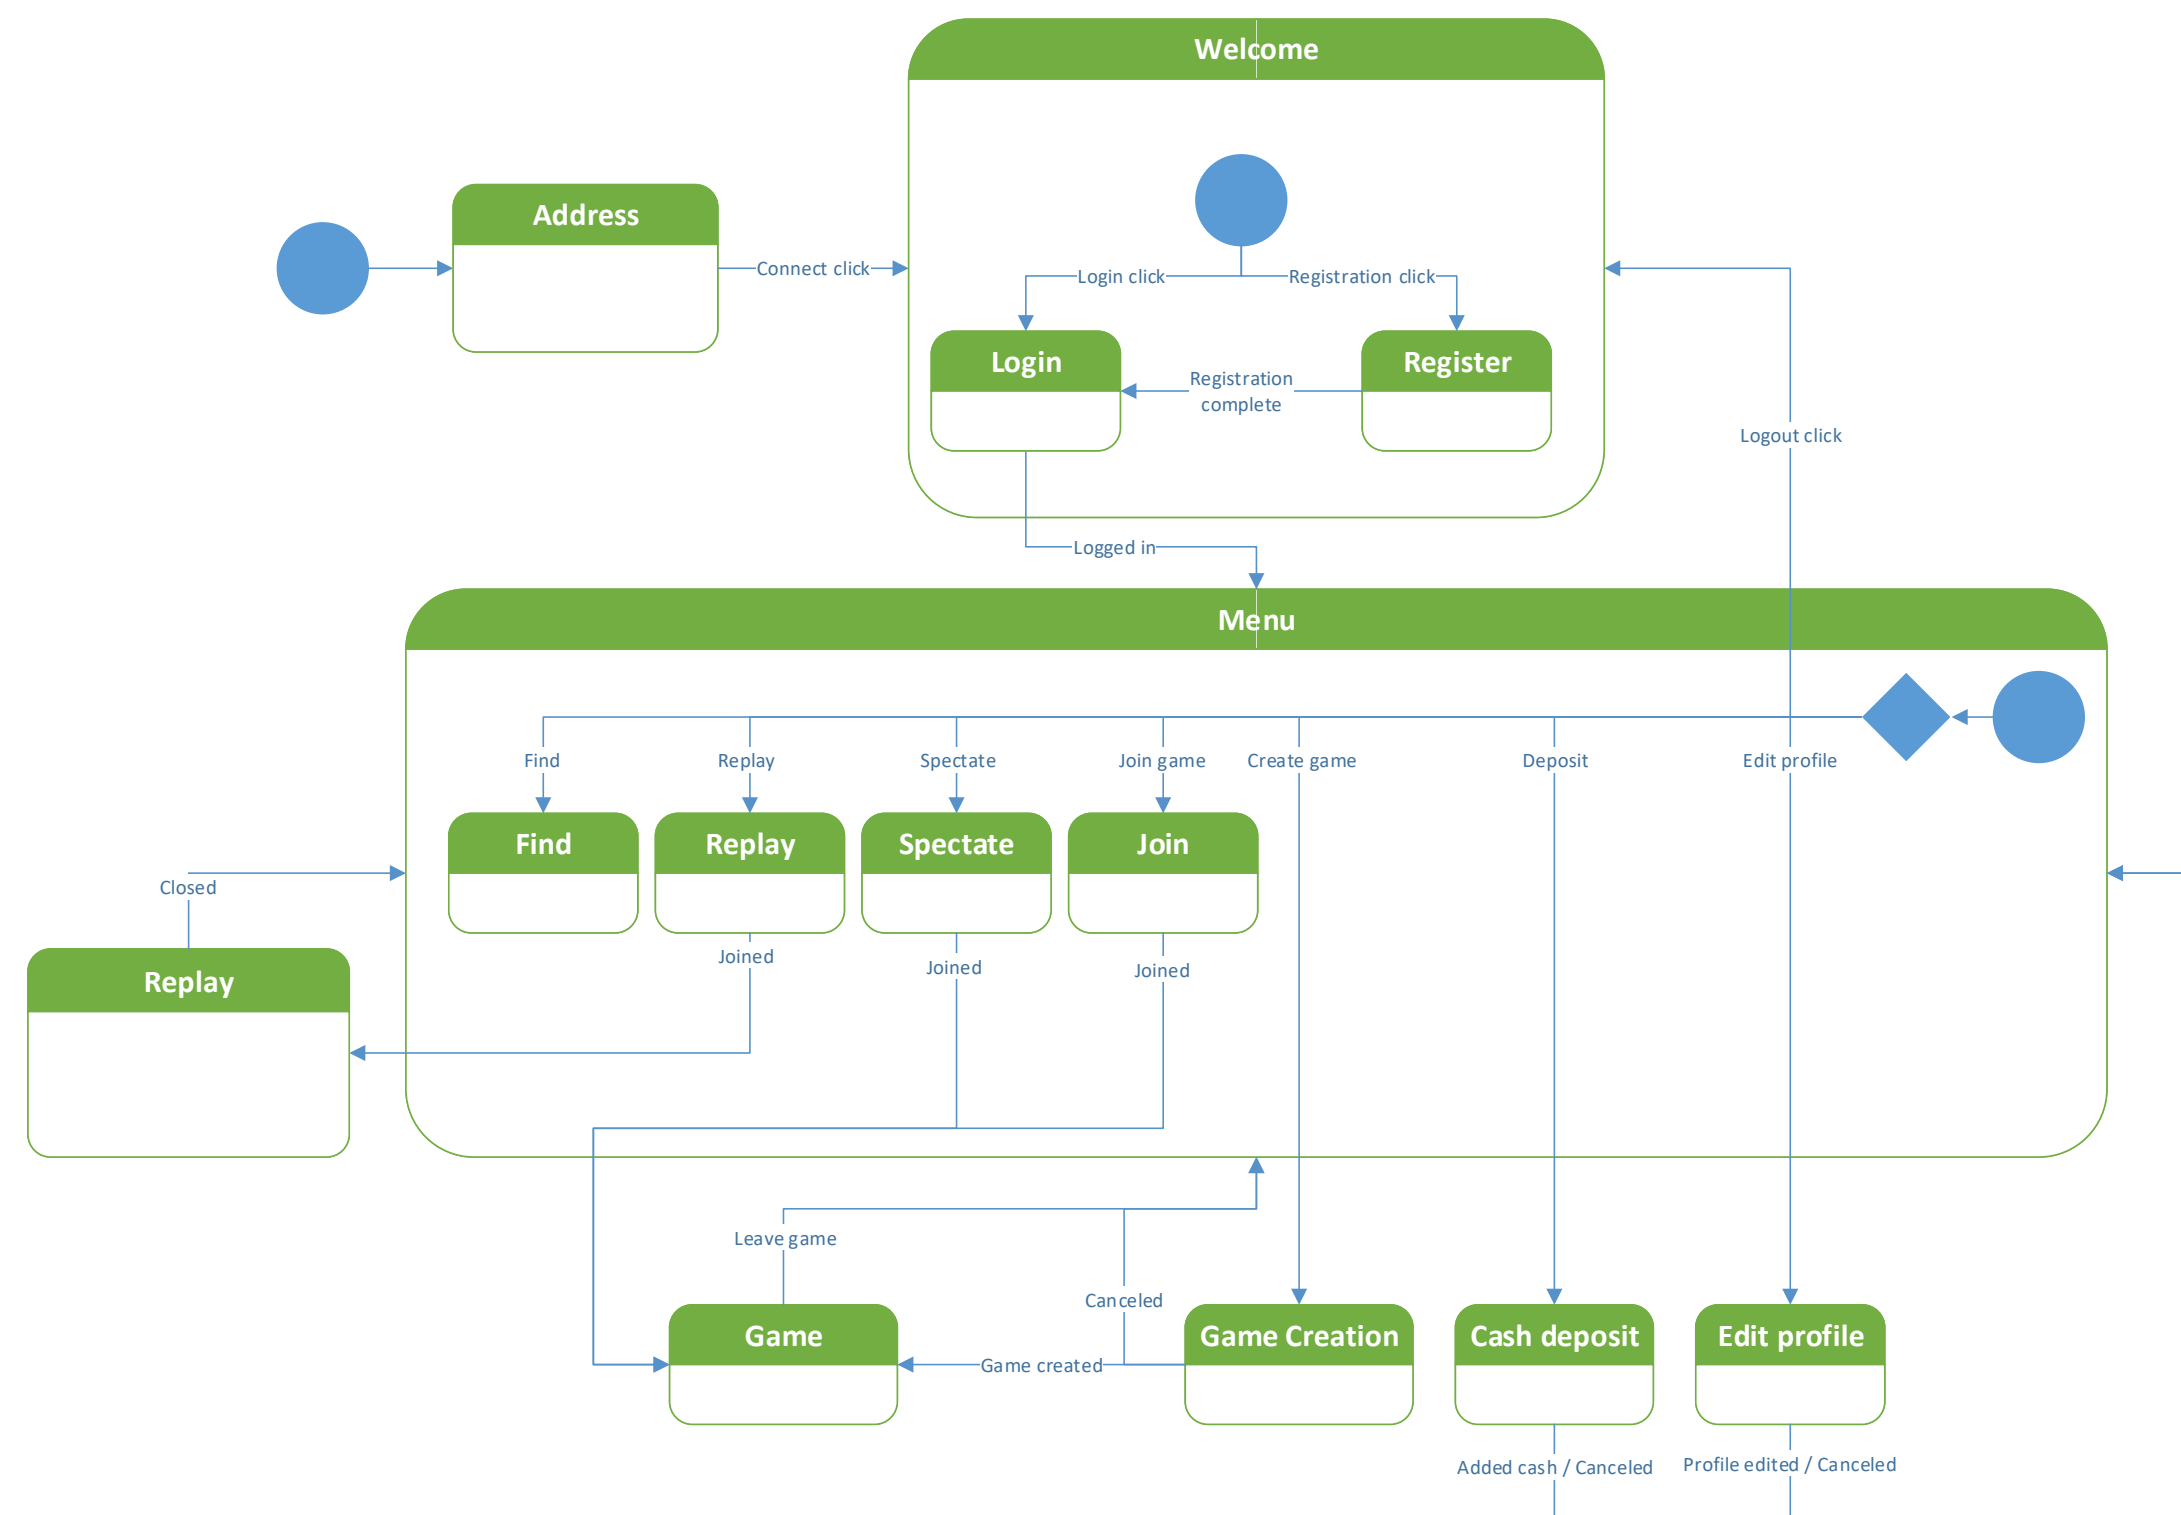 Welcome
Address
Connect click
Login click
Registration click
Login
Register
Registration
complete
Logout click
Logged in
Menu
Find
Replay
Spectate
Join game
Create game
Deposit
Edit profile
Find
Replay
Spectate
Join
Closed
Joined
Joined
Joined
Replay
Leave game
Canceled
Game
Game Creation
Cash deposit
Edit profile
Game created
Added cash / Canceled
Profile edited / Canceled